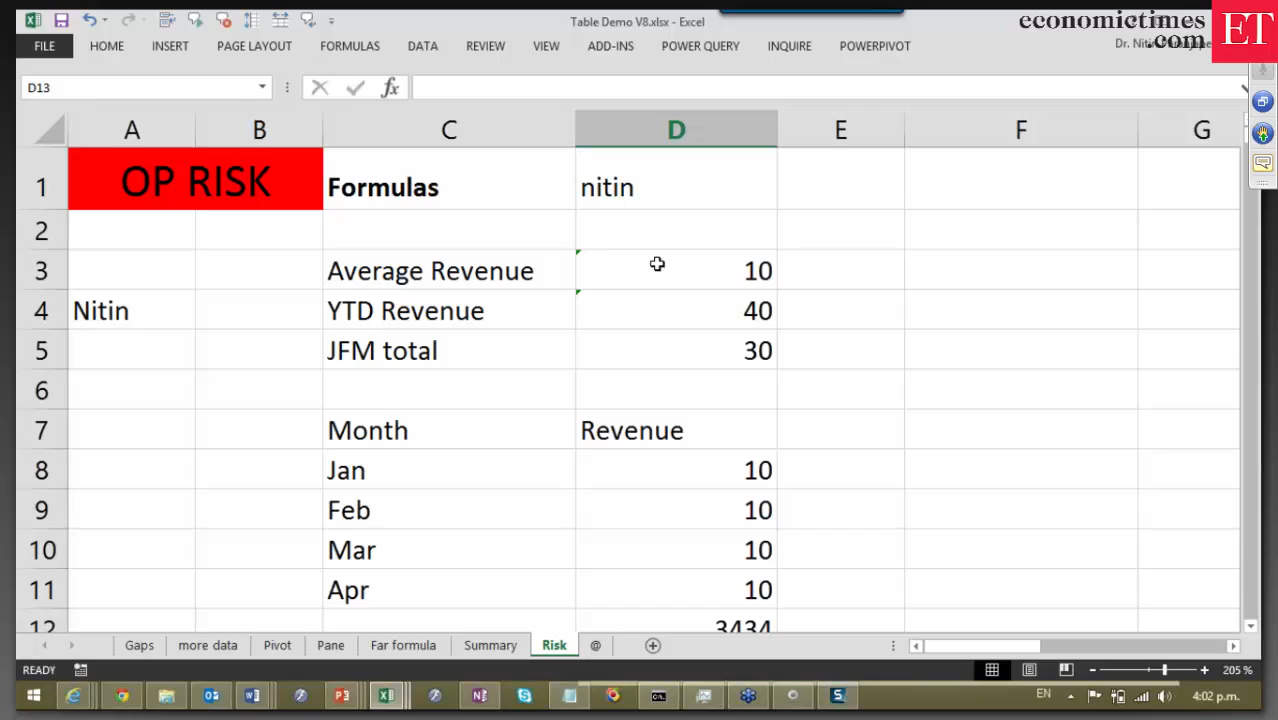 Table Demo V8.xlsx - Excel
economictimes
.com
ET
FILE HOME INSERT PAGE LAYOUT FORMULAS DATA REVIEW VIEW ADD-INS POWER QUERY INQUIRE POWERPIVOT
Dr. Nitin
D13 fx
A B C D E F G
1 OP RISK Formulas nitin
2
3 Average Revenue 10
4 Nitin YTD Revenue 40
5 JFM total 30
6
7 Month Revenue
8 Jan 10
9 Feb 10
10 Mar 10
11 Apr 10
12 3434
Gaps more data Pivot Pane Far formula Summary Risk @
READY 205 %
EN 4:02 p.m.